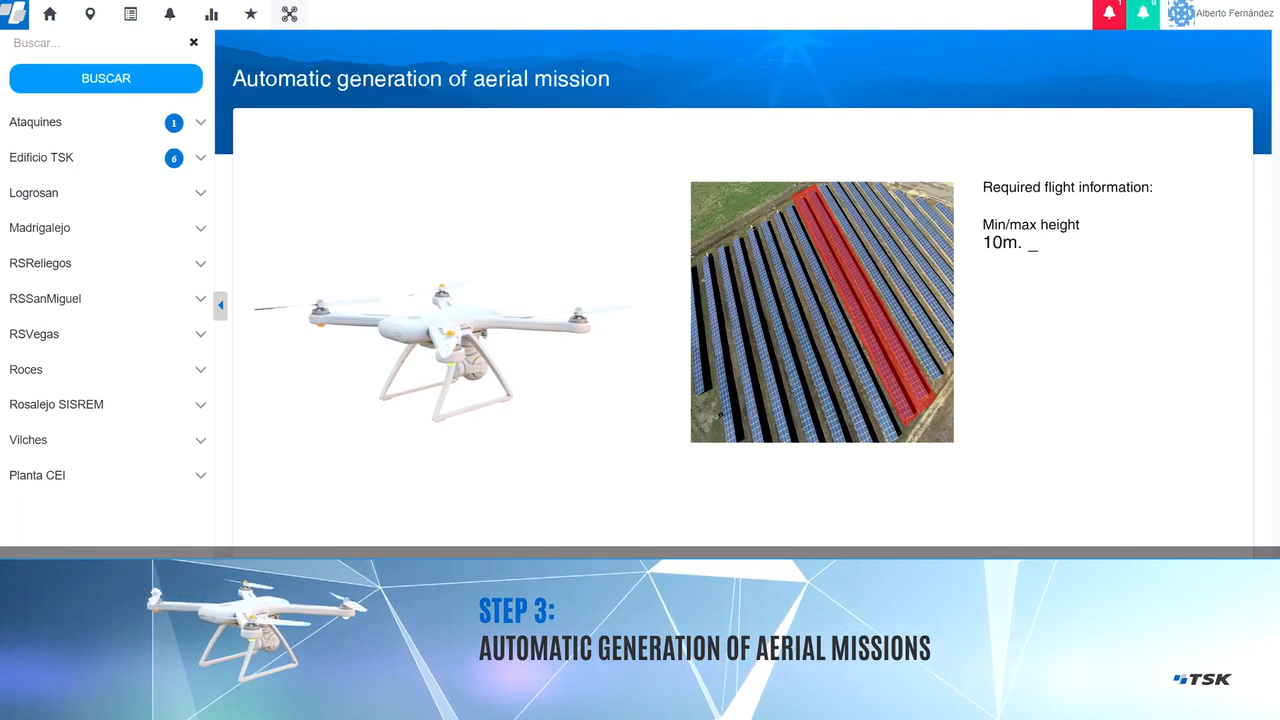 Alberto Fernández
Buscar...
BUSCAR
Automatic generation of aerial mission
Ataquines 1
Edificio TSK 6
Logrosan
Madrigalejo
RSReliegos
RSSanMiguel
RSVegas
Roces
Rosalejo SISREM
Vilches
Planta CEI
Required flight information:
Min/max height
10m. _
STEP 3:
AUTOMATIC GENERATION OF AERIAL MISSIONS
TSK